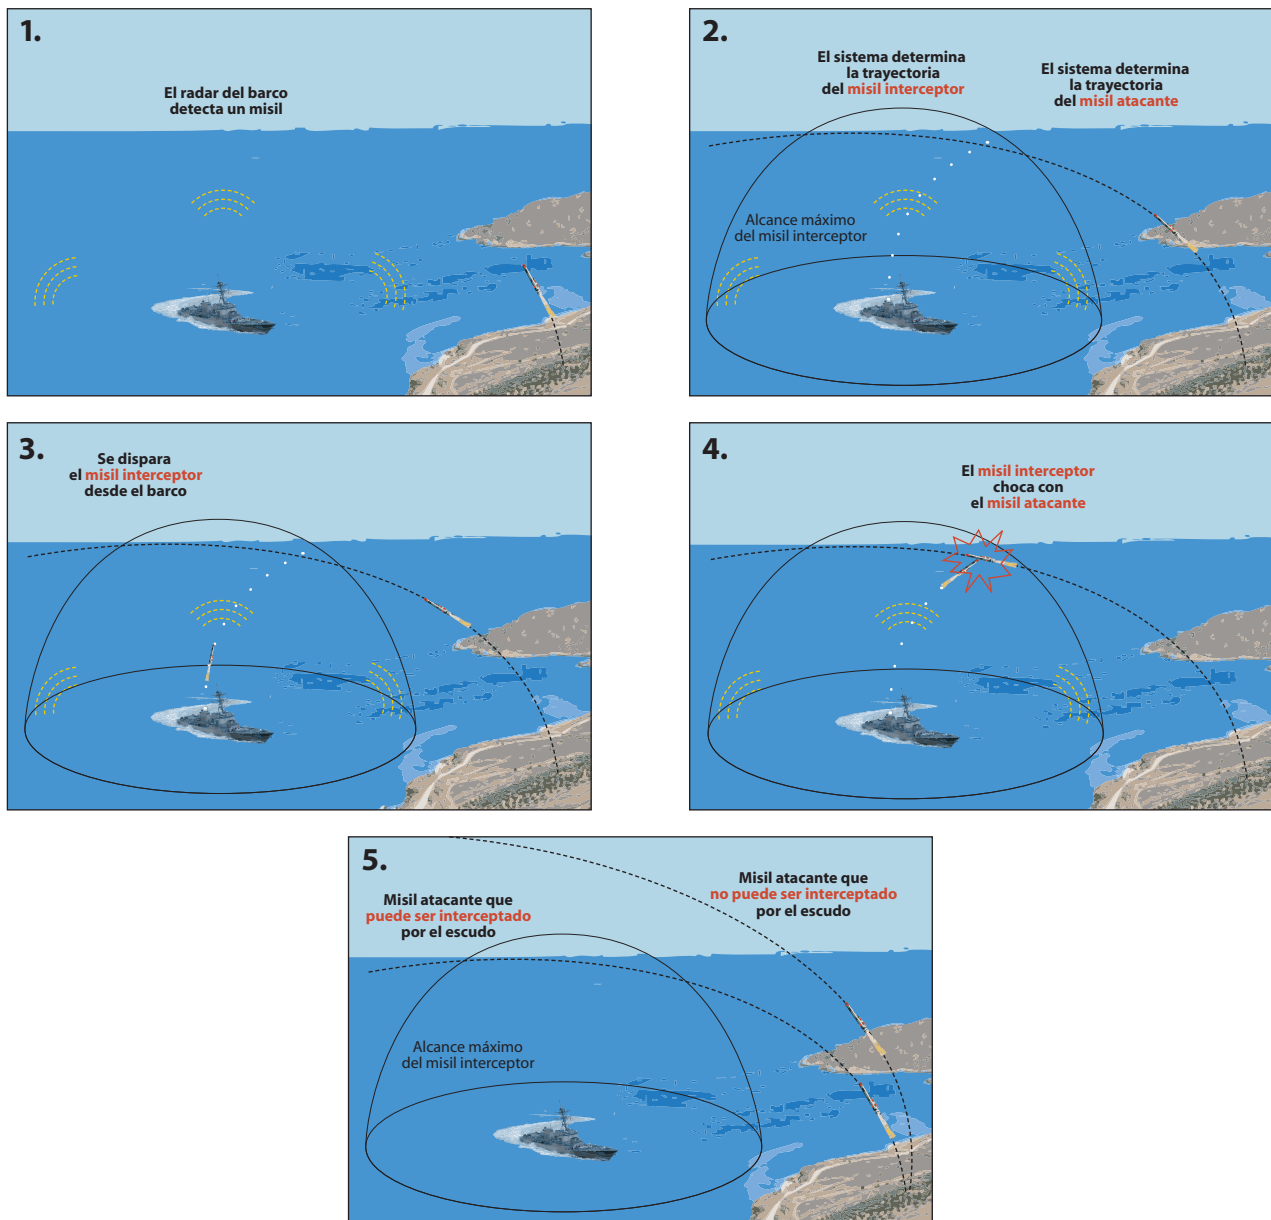 1.
El radar del barco
detecta un misil
2.
El sistema determina
la trayectoria
del misil interceptor
El sistema determina
la trayectoria
del misil atacante
Alcance máximo
del misil interceptor
3.
Se dispara
el misil interceptor
desde el barco
4.
El misil interceptor
choca con
el misil atacante
5.
Misil atacante que
puede ser interceptado
por el escudo
Misil atacante que
no puede ser interceptado
por el escudo
Alcance máximo
del misil interceptor